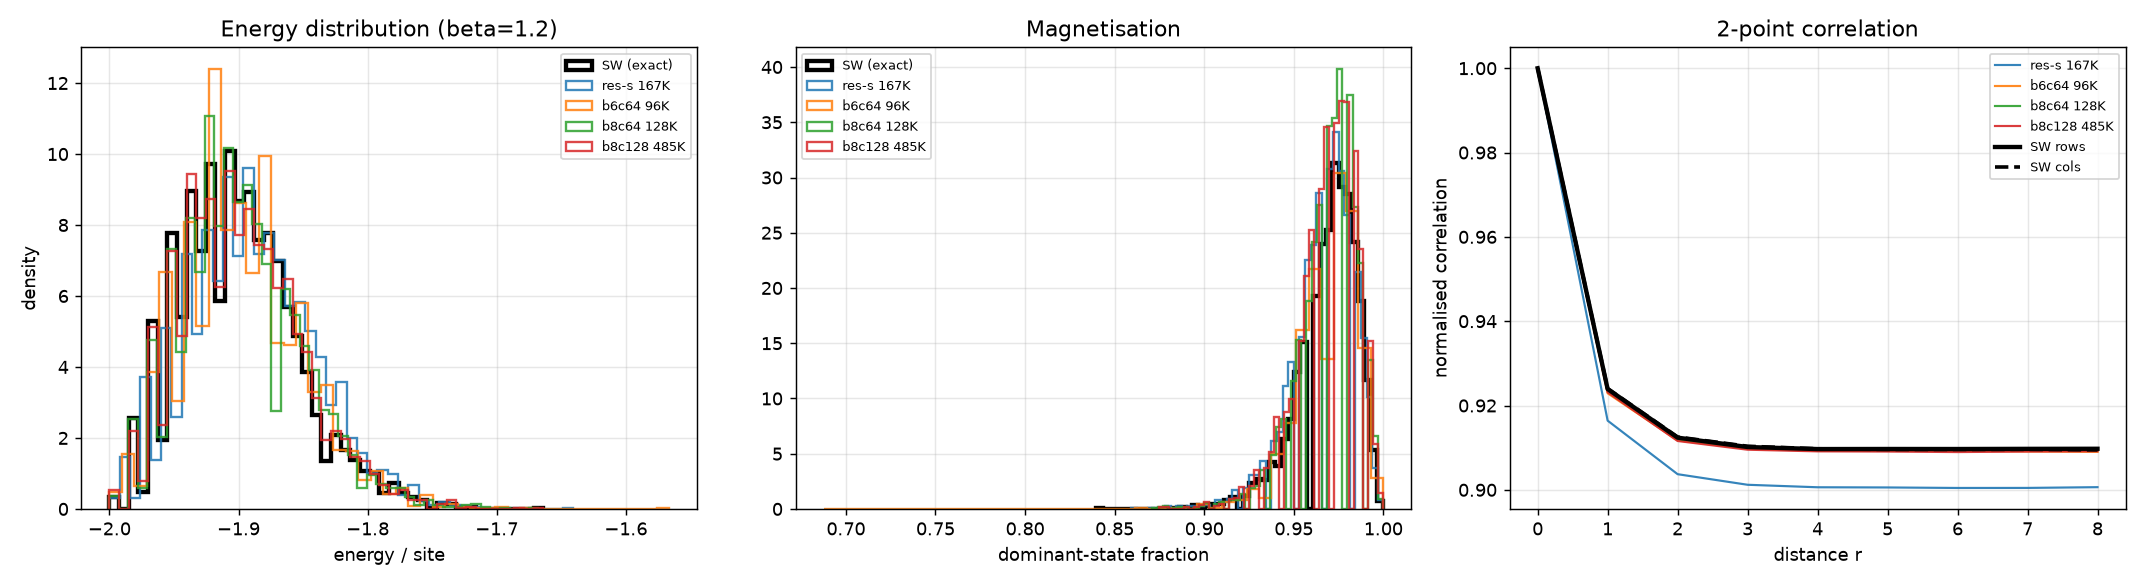 Energy distribution (beta=1.2)
12
10
8
6
4
2
0
density
−2.0
−1.9
−1.8
−1.7
−1.6
energy / site
SW (exact)
res-s 167K
b6c64 96K
b8c64 128K
b8c128 485K
Magnetisation
40
35
30
25
20
15
10
5
0
0.70
0.75
0.80
0.85
0.90
0.95
1.00
dominant-state fraction
SW (exact)
res-s 167K
b6c64 96K
b8c64 128K
b8c128 485K
2-point correlation
1.00
0.98
0.96
0.94
0.92
0.90
normalised correlation
0
1
2
3
4
5
6
7
8
distance r
res-s 167K
b6c64 96K
b8c64 128K
b8c128 485K
SW rows
SW cols